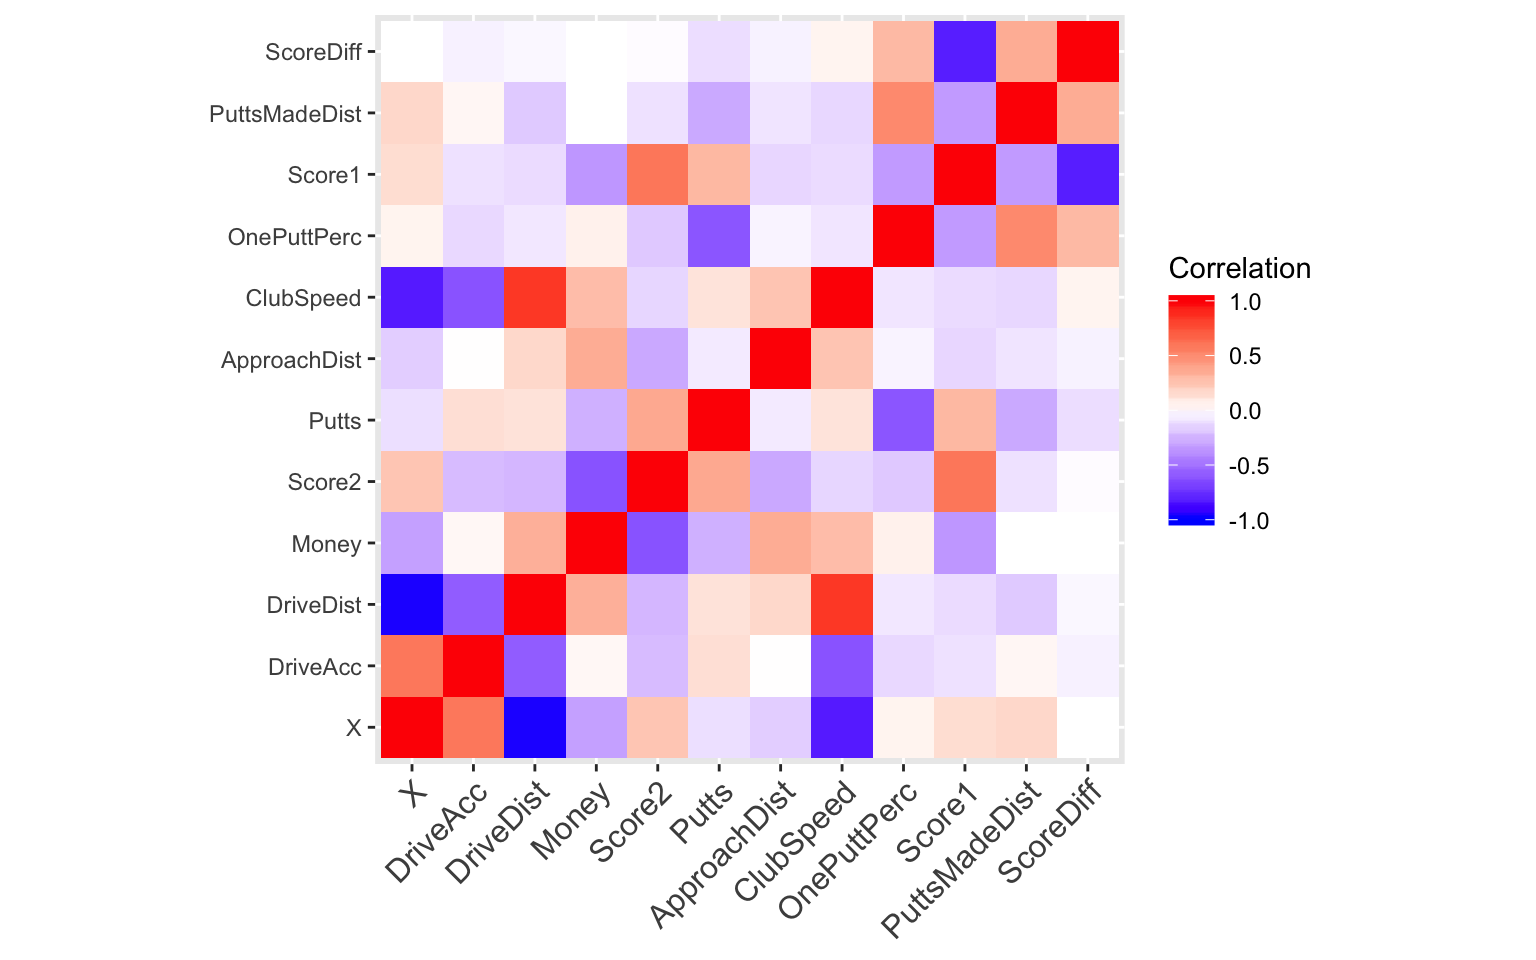 ScoreDiff
PuttsMadeDist
Score1
OnePuttPerc
ClubSpeed
ApproachDist
Putts
Score2
Money
DriveDist
DriveAcc
X
X
DriveAcc
DriveDist
Money
Score2
Putts
ApproachDist
ClubSpeed
OnePuttPerc
Score1
PuttsMadeDist
ScoreDiff
Correlation
1.0
0.5
0.0
-0.5
-1.0